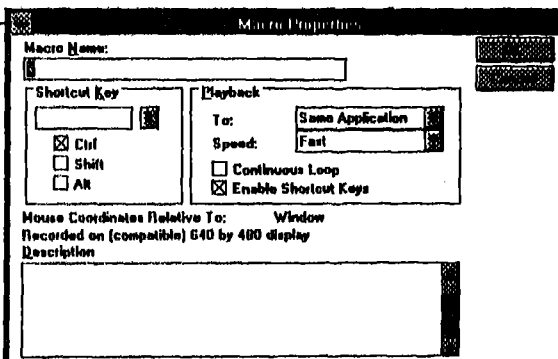 Macro Properties
Macro Name:
Shortcut Key
Ctrl
Shift
Alt
Playback
To: Same Application
Speed: Fast
Continuous Loop
Enable Shortcut Keys
Mouse Coordinates Relative To: Window
Recorded on (compatible) 640 by 480 display
Description